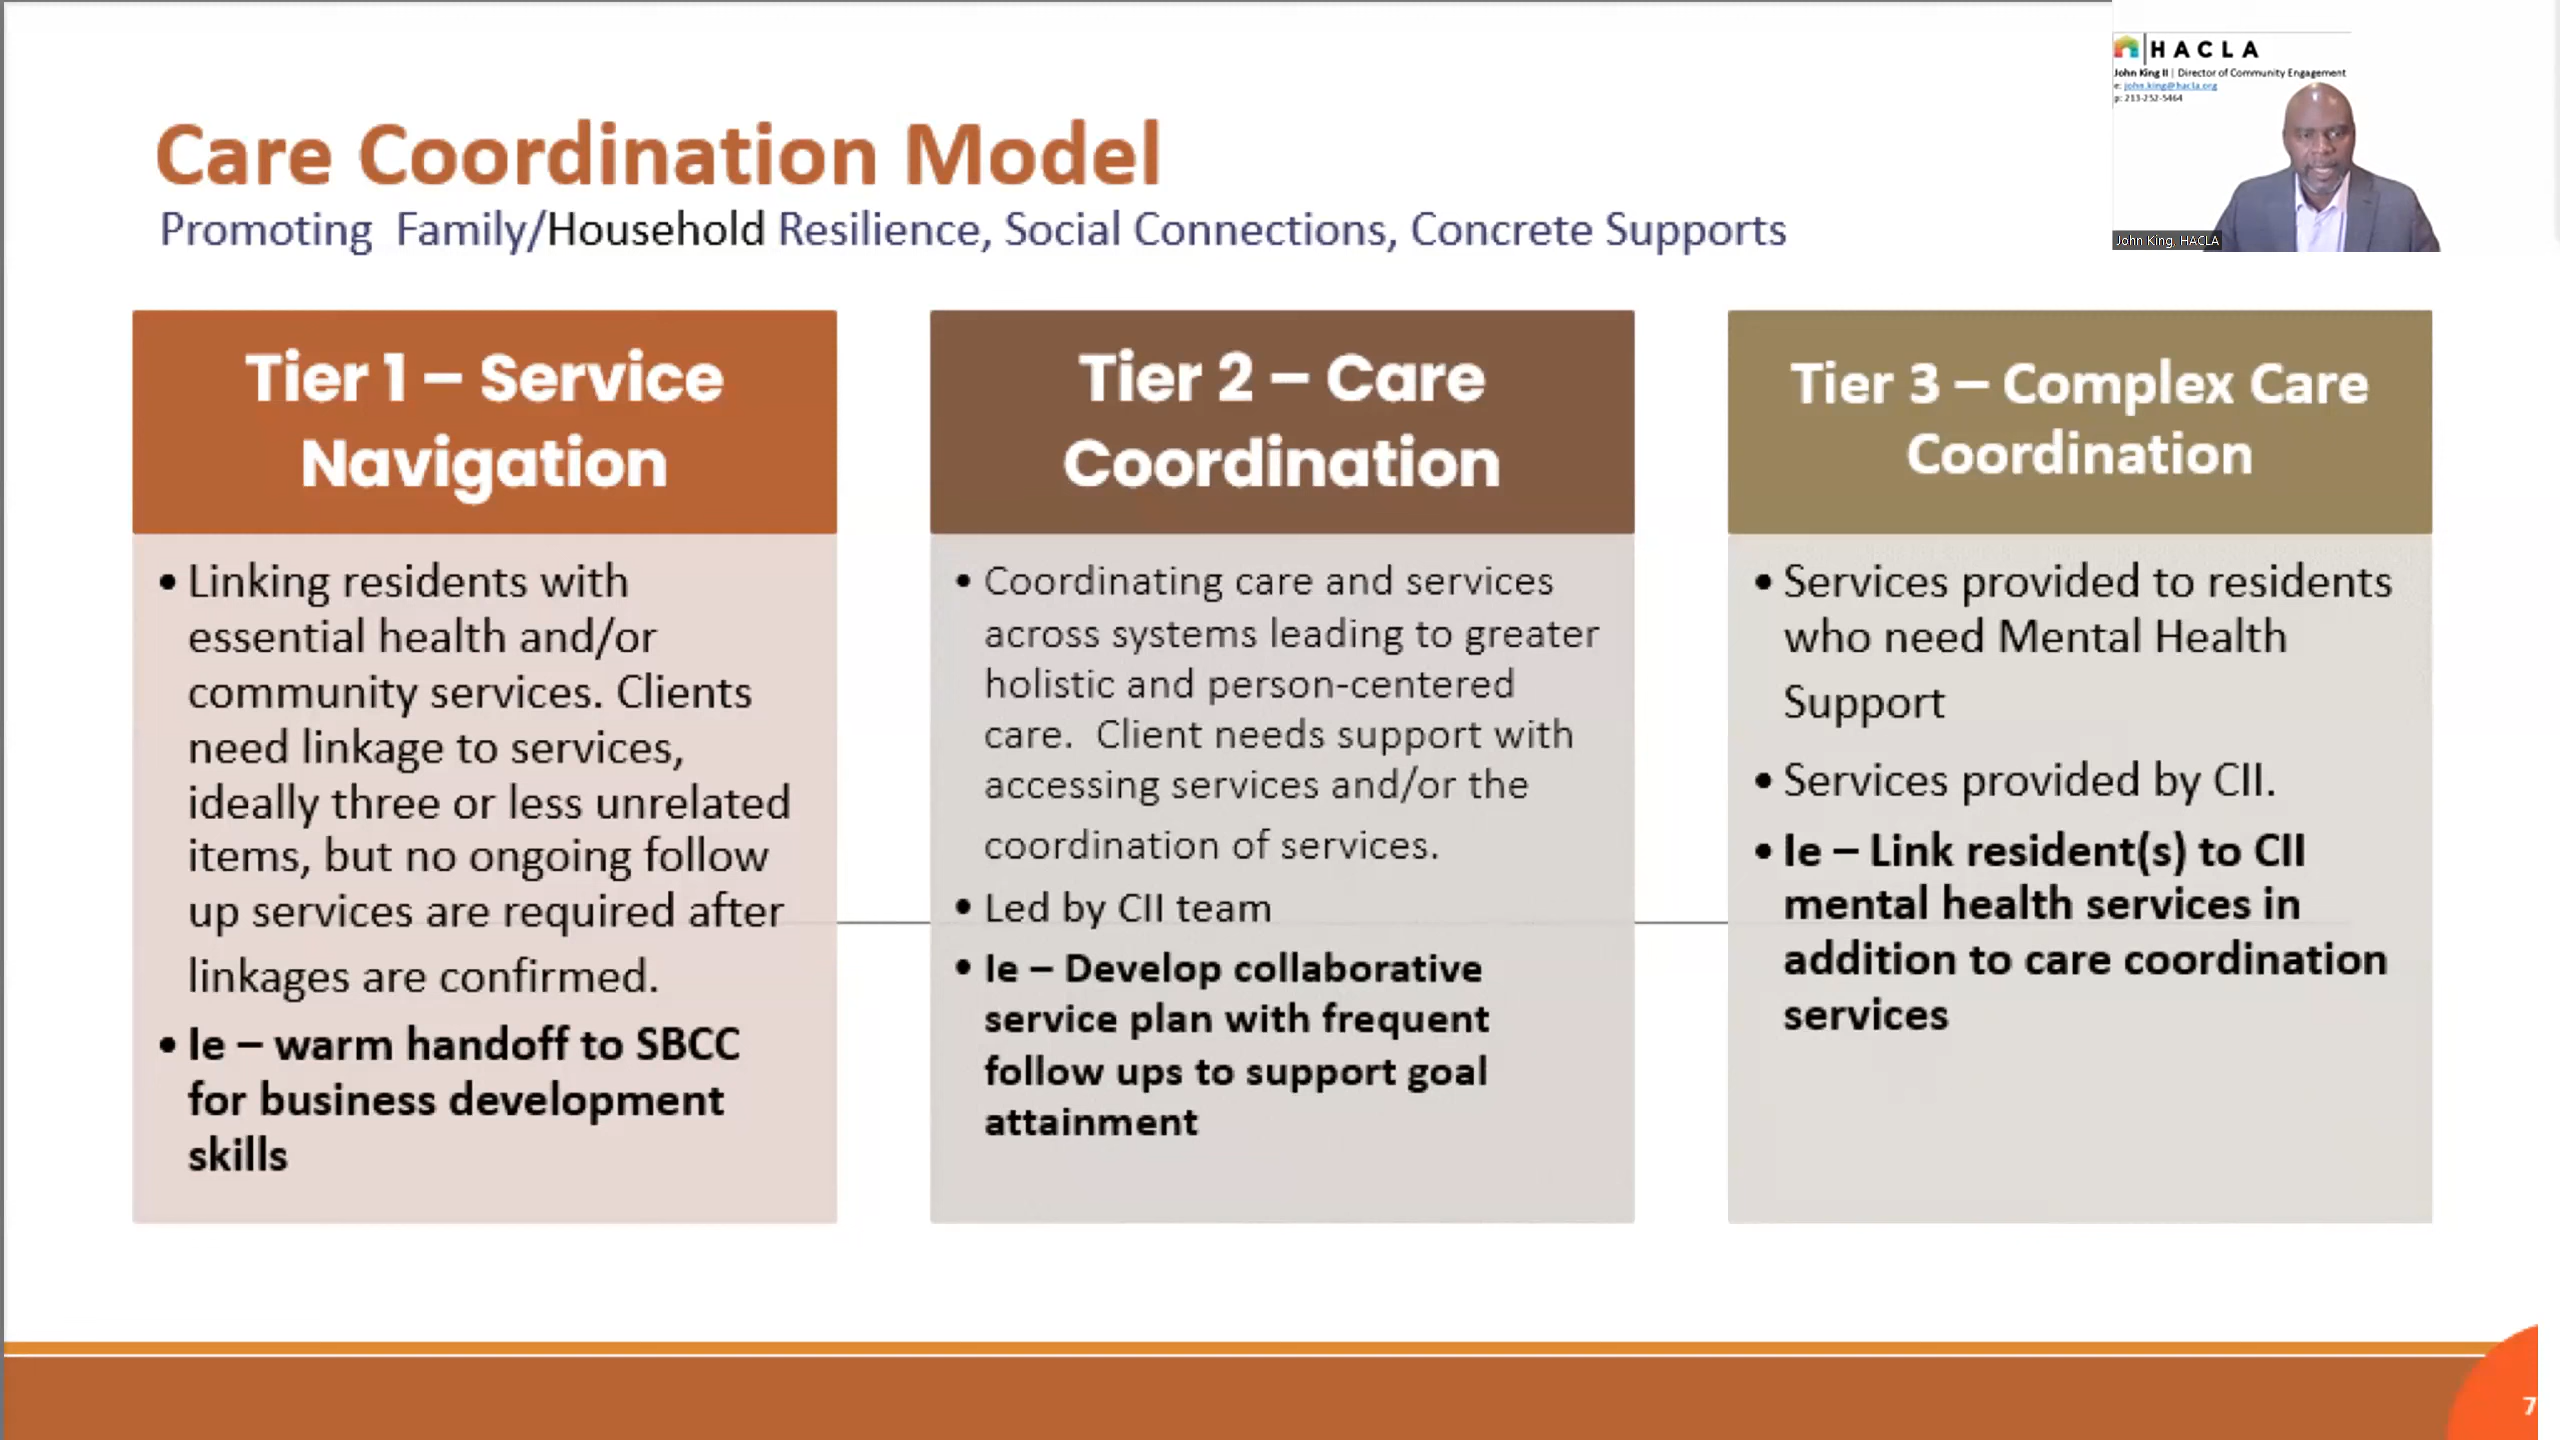 HACLA
John King II | Director of Community Engagement
e: john.king@hacla.org
p: 213-252-5464
John King, HACLA
Care Coordination Model
Promoting  Family/Household Resilience, Social Connections, Concrete Supports
Tier 1 – Service
Navigation
• Linking residents with
essential health and/or
community services. Clients
need linkage to services,
ideally three or less unrelated
items, but no ongoing follow
up services are required after
linkages are confirmed.
• Ie – warm handoff to SBCC
for business development
skills
Tier 2 – Care
Coordination
• Coordinating care and services
across systems leading to greater
holistic and person-centered
care.  Client needs support with
accessing services and/or the
coordination of services.
• Led by CII team
• Ie – Develop collaborative
service plan with frequent
follow ups to support goal
attainment
Tier 3 – Complex Care
Coordination
• Services provided to residents
who need Mental Health
Support
• Services provided by CII.
• Ie – Link resident(s) to CII
mental health services in
addition to care coordination
services
7